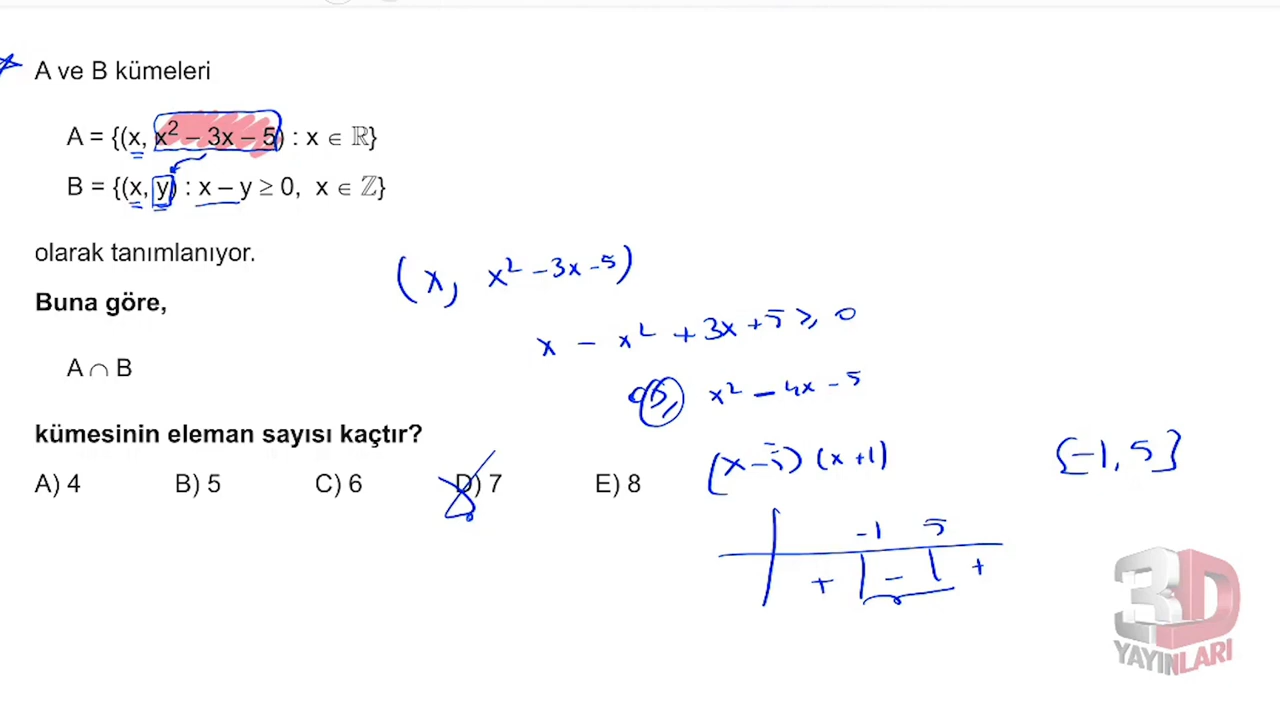 A ve B kümeleri
A = {(x, x² – 3x – 5) : x ∈ ℝ}
B = {(x, y) : x – y ≥ 0, x ∈ ℤ}
olarak tanımlanıyor.
(x, x² – 3x – 5)
Buna göre,
x – x² + 3x + 5 ≥ 0
A ∩ B
x² – 4x – 5
kümesinin eleman sayısı kaçtır?
(x – 5) (x + 1)
[–1, 5]
A) 4 B) 5 C) 6 D) 7 E) 8
-1 5
+ – +
3D
YAYINLARI